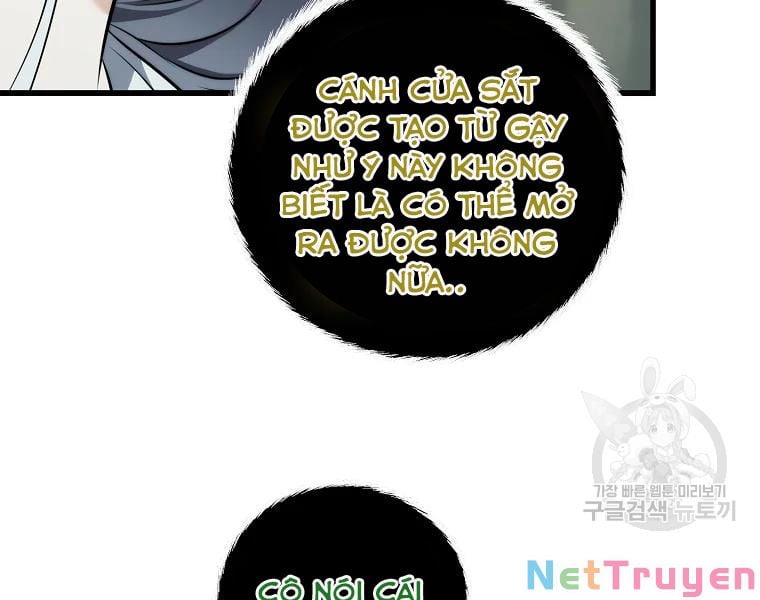 CÁNH CỬA SẮT
ĐƯỢC TẠO TỪ GẬY
NHƯ Ý NÀY KHÔNG
BIẾT LÀ CÓ THỂ MỞ
RA ĐƯỢC KHÔNG
NỮA..
가장 빠른 웹툰 미리보기
구글검색 뉴토끼
CÔ NÓI CÁI
NetTruyen